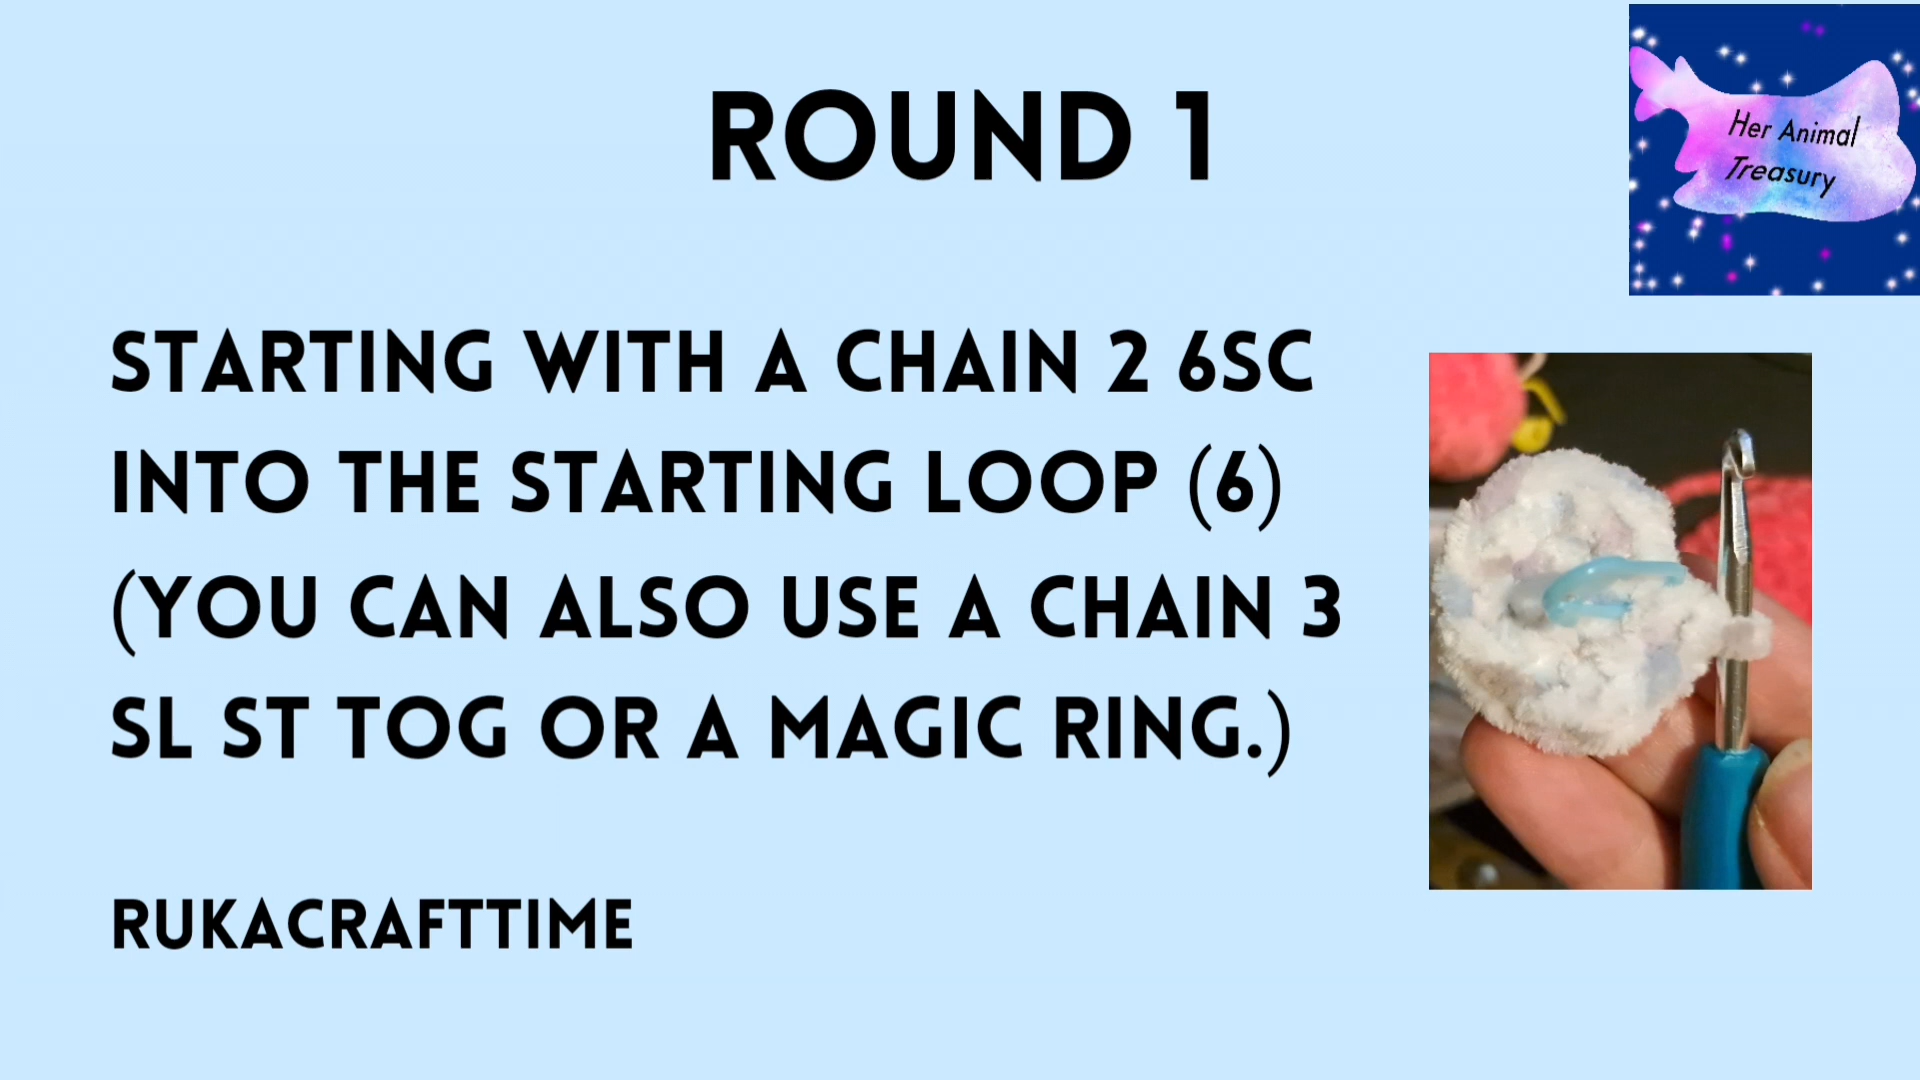 ROUND 1
Her Animal
Treasury
STARTING WITH A CHAIN 2 6SC
INTO THE STARTING LOOP (6)
(YOU CAN ALSO USE A CHAIN 3
SL ST TOG OR A MAGIC RING.)
RUKACRAFTTIME